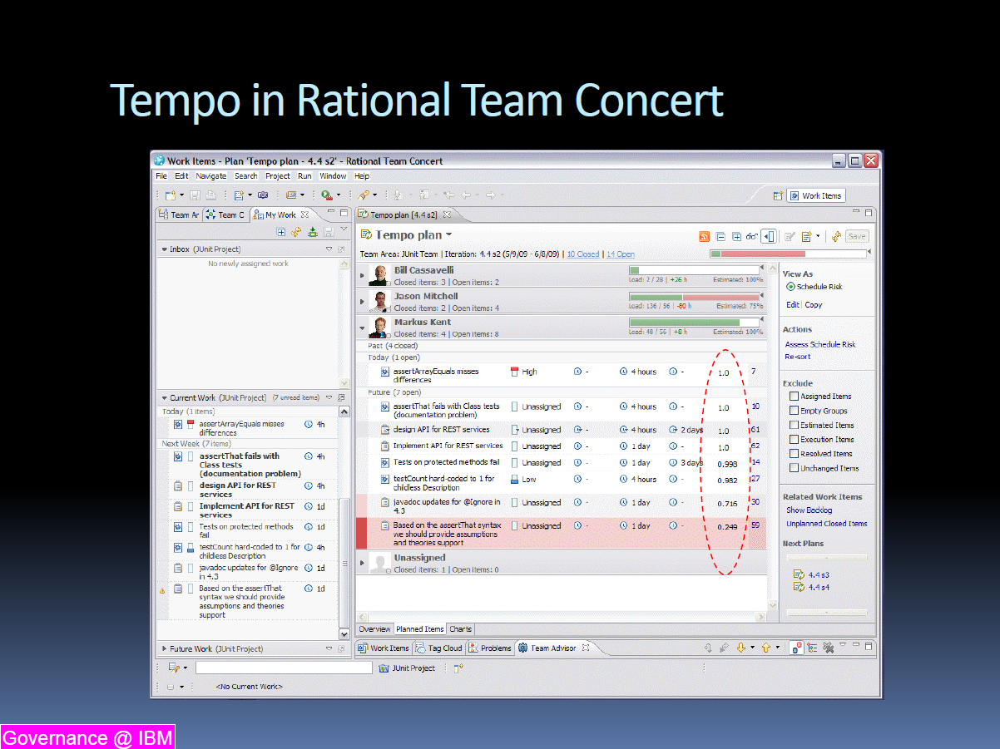 Tempo in Rational Team Concert
Work Items - Plan 'Tempo plan - 4.4 s2' - Rational Team Concert
File Edit Navigate Search Project Run Window Help
Work Items
Team Ar Team C My Work
Inbox (JUnit Project)
No newly assigned work
Current Work (JUnit Project) (7 unread items)
Today (1 items)
assertArrayEquals misses 4h
differences
Next Week (7 items)
assertThat fails with 4h
Class tests
(documentation problem)
design API for REST 4h
services
Implement API for REST 1d
services
Tests on protected methods 1d
fail
testCount hard-coded to 1 for 4h
childless Description
javadoc updates for @Ignore 1d
in 4.3
Based on the assertThat 1d
syntax we should provide
assumptions and theories
support
Future Work (JUnit Project)
Tempo plan [4.4 s2]
Tempo plan
Save
Team Area: JUnit Team | Iteration: 4.4 s2 (5/9/09 - 6/8/09) | 10 Closed | 14 Open
Bill Cassavelli
Closed items: 3 | Open items: 2
Load: 2 / 28 | +26 h Estimated: 100%
Jason Mitchell
Closed items: 2 | Open items: 4
Load: 136 / 56 | -80 h Estimated: 75%
Markus Kent
Closed items: 4 | Open items: 8
Load: 48 / 56 | +8 h Estimated: 100%
Past (4 closed)
Today (1 open)
assertArrayEquals misses High - 4 hours - 1.0 7
differences
Future (7 open)
assertThat fails with Class tests Unassigned - 4 hours - 1.0 10
(documentation problem)
design API for REST services Unassigned - 4 hours 2 days 1.0 61
Implement API for REST services Unassigned - 1 day - 1.0 62
Tests on protected methods fail Unassigned - 1 day 3 days 0.998 14
testCount hard-coded to 1 for Low - 4 hours - 0.982 27
childless Description
javadoc updates for @Ignore in Unassigned - 1 day - 0.716 30
4.3
Based on the assertThat syntax Unassigned - 1 day - 0.249 59
we should provide assumptions
and theories support
Unassigned
Closed items: 1 | Open items: 0
Overview Planned Items Charts
View As
Schedule Risk
Edit | Copy
Actions
Assess Schedule Risk
Re-sort
Exclude
Assigned Items
Empty Groups
Estimated Items
Execution Items
Resolved Items
Unchanged Items
Related Work Items
Show Backlog
Unplanned Closed Items
Next Plans
4.4 s3
4.4 s4
Work Items Tag Cloud Problems Team Advisor
JUnit Project
<No Current Work>
Governance @ IBM